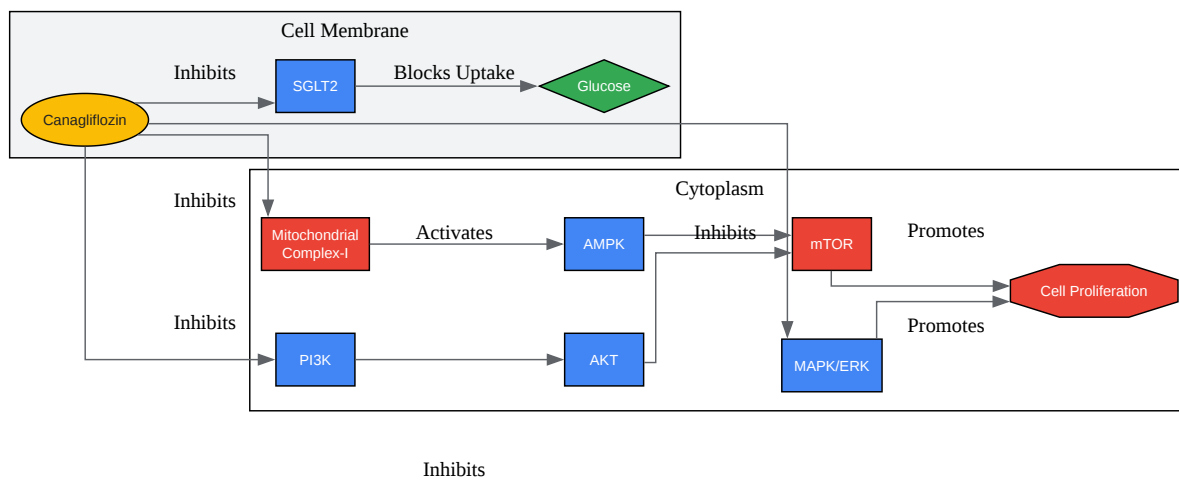 Cell Membrane
Inhibits
SGLT2
Blocks Uptake
Glucose
Canagliflozin
Inhibits
Cytoplasm
Mitochondrial
Complex-I
Activates
AMPK
Inhibits
mTOR
Promotes
Cell Proliferation
Inhibits
PI3K
AKT
MAPK/ERK
Promotes
Inhibits